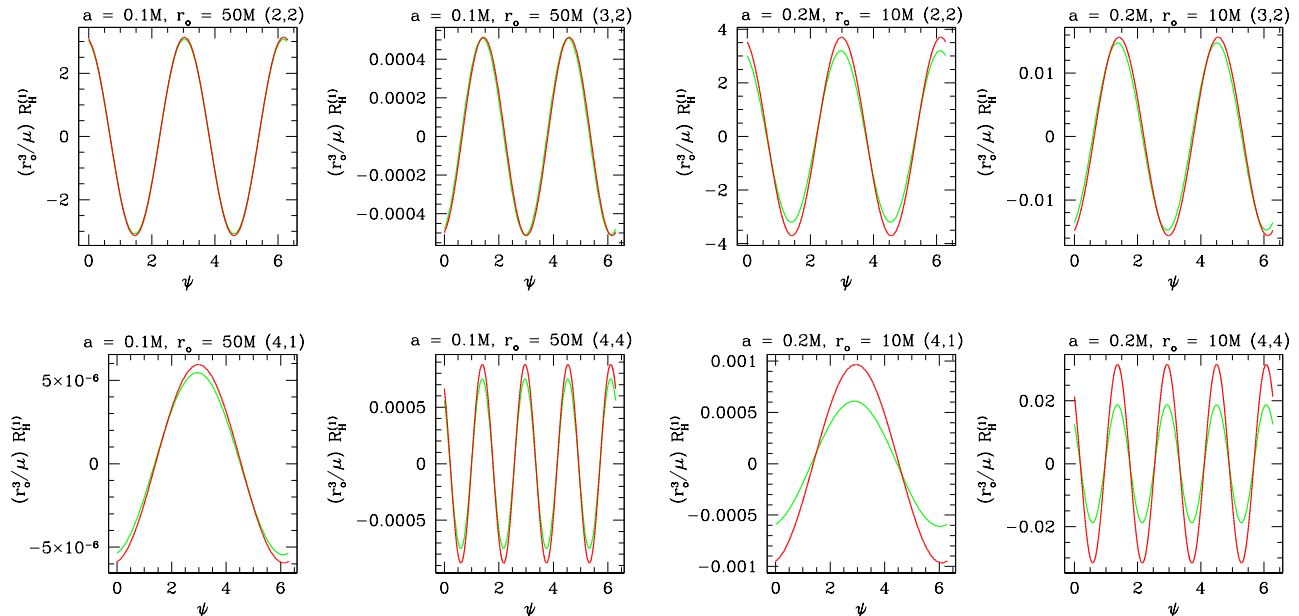 a = 0.1M, r₀ = 50M (2,2)
(r₀³/μ) R_H^(1)
2
0
−2
0 2 4 6
ψ
a = 0.1M, r₀ = 50M (3,2)
(r₀³/μ) R_H^(1)
0.0004
0.0002
0
−0.0002
−0.0004
0 2 4 6
ψ
a = 0.2M, r₀ = 10M (2,2)
(r₀³/μ) R_H^(1)
4
2
0
−2
−4
0 2 4 6
ψ
a = 0.2M, r₀ = 10M (3,2)
(r₀³/μ) R_H^(1)
0.01
0
−0.01
0 2 4 6
ψ
a = 0.1M, r₀ = 50M (4,1)
(r₀³/μ) R_H^(1)
5×10⁻⁶
0
−5×10⁻⁶
0 2 4 6
ψ
a = 0.1M, r₀ = 50M (4,4)
(r₀³/μ) R_H^(1)
0.0005
0
−0.0005
0 2 4 6
ψ
a = 0.2M, r₀ = 10M (4,1)
(r₀³/μ) R_H^(1)
0.001
0.0005
0
−0.0005
−0.001
0 2 4 6
ψ
a = 0.2M, r₀ = 10M (4,4)
(r₀³/μ) R_H^(1)
0.02
0
−0.02
0 2 4 6
ψ